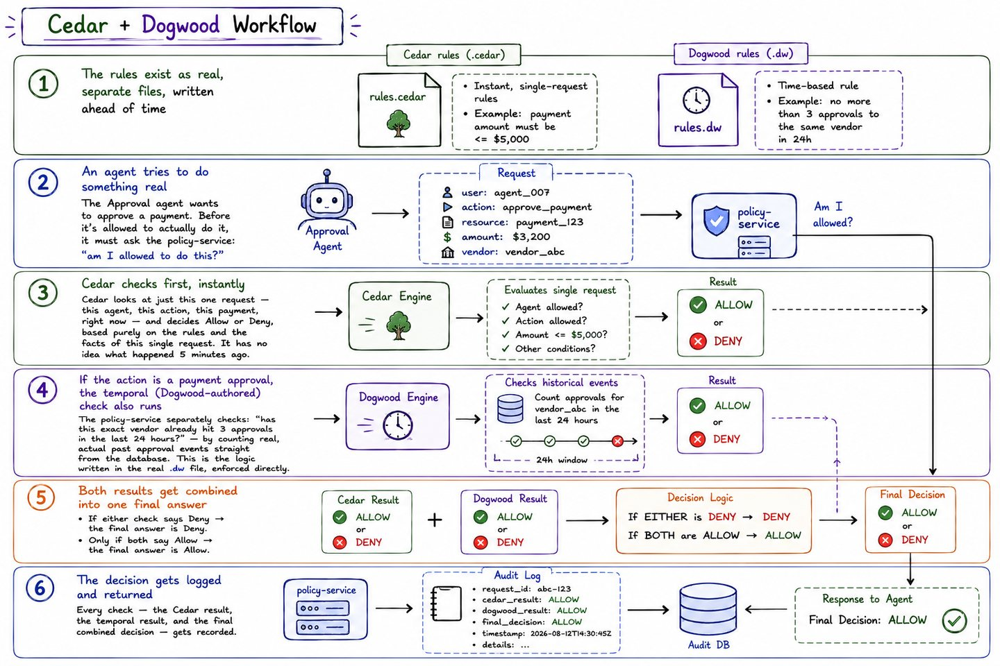 Cedar + Dogwood Workflow
1
The rules exist as real,
separate files, written
ahead of time
Cedar rules (.cedar)
rules.cedar
• Instant, single-request
rules
• Example: payment
amount must be
<= $5,000
Dogwood rules (.dw)
rules.dw
• Time-based rule
• Example: no more
than 3 approvals to
the same vendor
in 24h
2
An agent tries to do
something real
The Approval agent wants
to approve a payment. Before
it's allowed to actually do it,
it must ask the policy-service:
"am I allowed to do this?"
Approval
Agent
Request
user: agent_007
action: approve_payment
resource: payment_123
$ amount: $3,200
vendor: vendor_abc
policy-
service
Am I
allowed?
3
Cedar checks first, instantly
Cedar looks at just this one request —
this agent, this action, this payment,
right now — and decides Allow or Deny,
based purely on the rules and the
facts of this single request. It has no
idea what happened 5 minutes ago.
Cedar Engine
Evaluates single request
✓ Agent allowed?
✓ Action allowed?
✓ Amount <= $5,000?
✓ Other conditions?
Result
ALLOW
or
DENY
4
If the action is a payment approval,
the temporal (Dogwood-authored)
check also runs
The policy-service separately checks: "has
this exact vendor already hit 3 approvals
in the last 24 hours?" — by counting real,
actual past approval events straight
from the database. This is the logic
written in the real .dw file, enforced directly.
Dogwood Engine
Checks historical events
Count approvals for
vendor_abc in the
last 24 hours
24h window
Result
ALLOW
or
DENY
5
Both results get combined
into one final answer
• If either check says Deny →
the final answer is Deny.
• Only if both say Allow →
the final answer is Allow.
Cedar Result
ALLOW
or
DENY
+
Dogwood Result
ALLOW
or
DENY
Decision Logic
If EITHER is DENY → DENY
If BOTH are ALLOW → ALLOW
Final Decision
ALLOW
or
DENY
6
The decision gets logged
and returned
Every check — the Cedar result,
the temporal result, and the final
combined decision — gets recorded.
policy-service
Audit Log
• request_id: abc-123
• cedar_result: ALLOW
• dogwood_result: ALLOW
• final_decision: ALLOW
• timestamp: 2026-08-12T14:30:45Z
• details: ...
Audit DB
Response to Agent
Final Decision: ALLOW